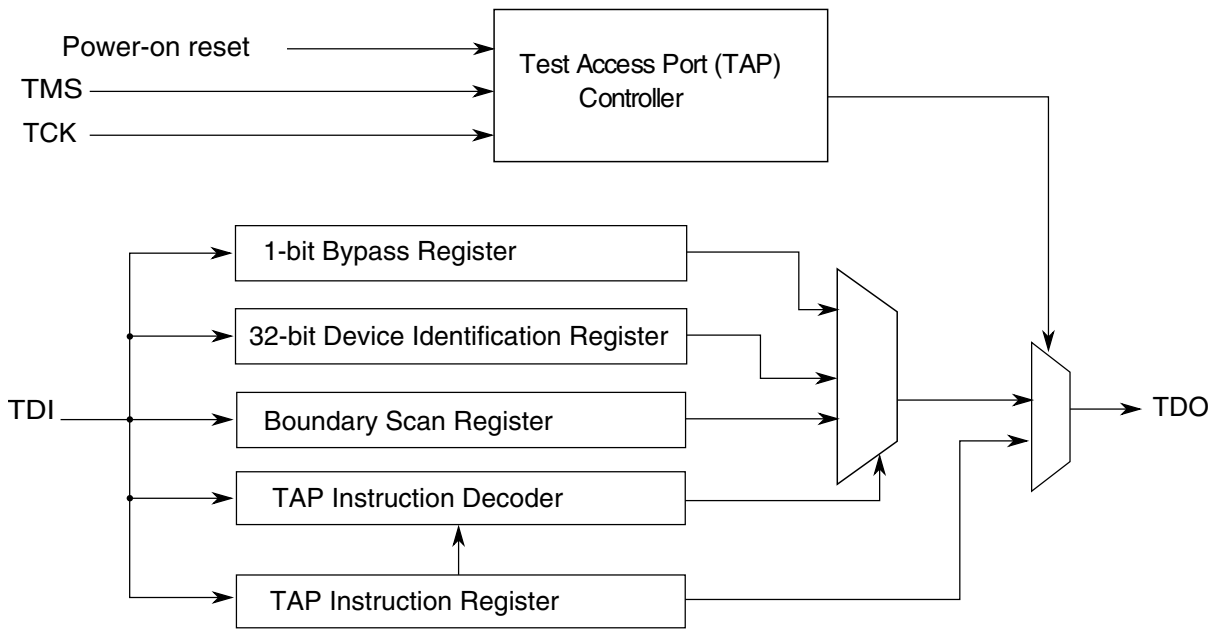 Power-on reset
TMS
TCK
Test Access Port (TAP)
Controller
1-bit Bypass Register
32-bit Device Identification Register
TDI
Boundary Scan Register
TDO
TAP Instruction Decoder
TAP Instruction Register